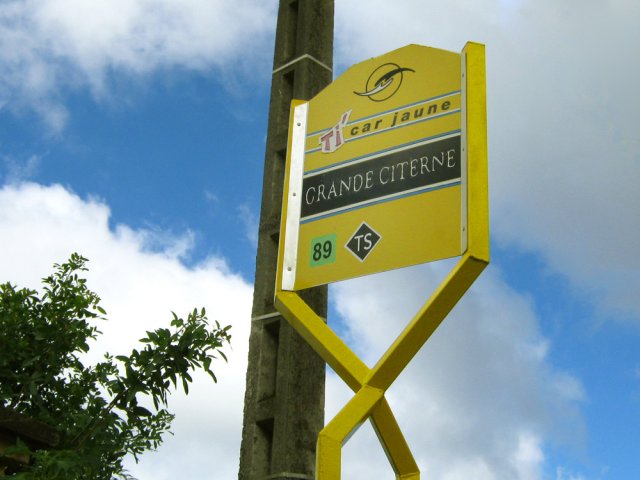 Ti' car jaune
GRANDE CITERNE
89 TS